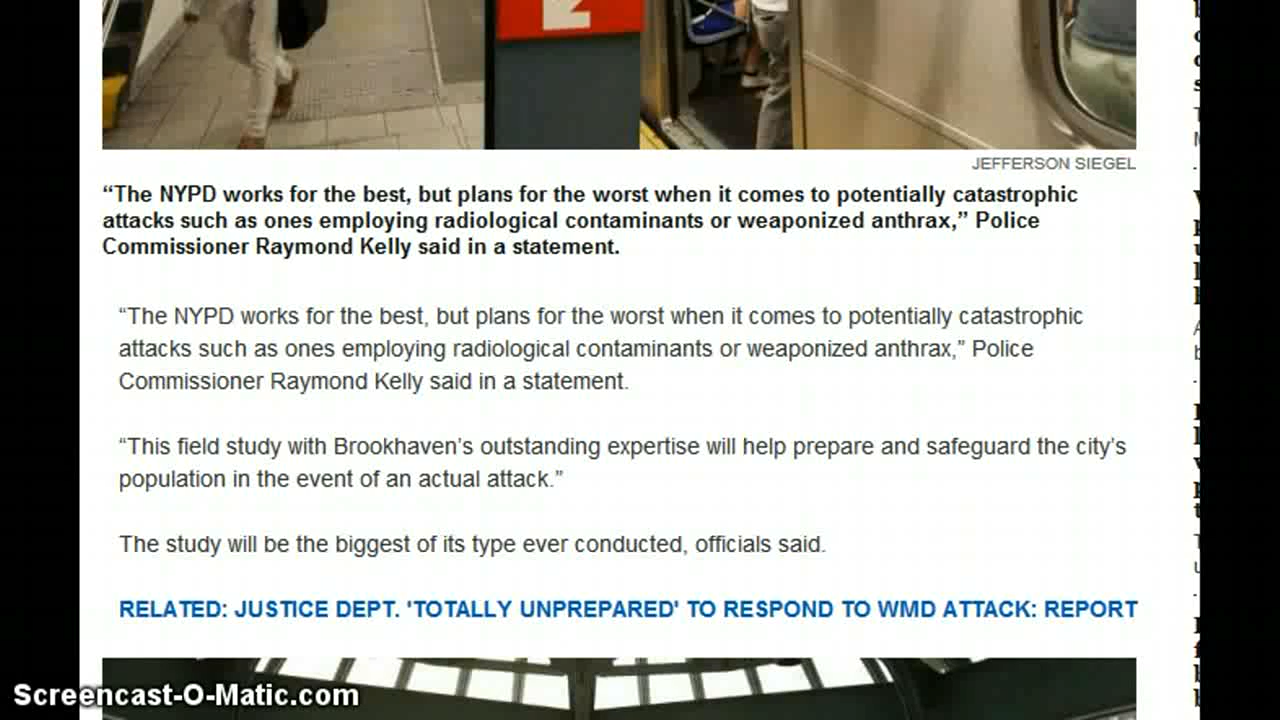 2
JEFFERSON SIEGEL
“The NYPD works for the best, but plans for the worst when it comes to potentially catastrophic
attacks such as ones employing radiological contaminants or weaponized anthrax,” Police
Commissioner Raymond Kelly said in a statement.
“The NYPD works for the best, but plans for the worst when it comes to potentially catastrophic
attacks such as ones employing radiological contaminants or weaponized anthrax,” Police
Commissioner Raymond Kelly said in a statement.
“This field study with Brookhaven’s outstanding expertise will help prepare and safeguard the city’s
population in the event of an actual attack.”
The study will be the biggest of its type ever conducted, officials said.
RELATED: JUSTICE DEPT. 'TOTALLY UNPREPARED' TO RESPOND TO WMD ATTACK: REPORT
Screencast-O-Matic.com